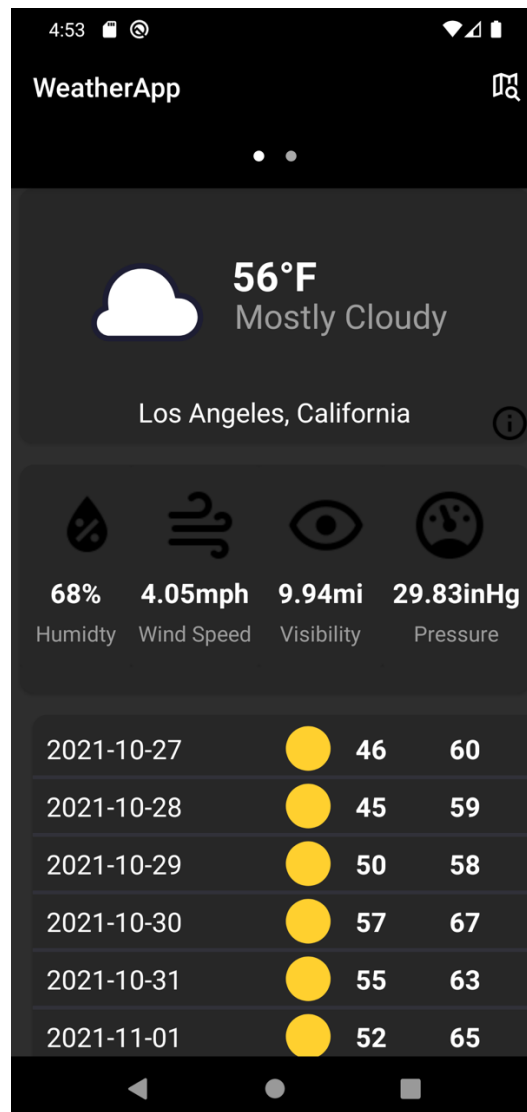 4:53
WeatherApp
56°F
Mostly Cloudy
Los Angeles, California
68% 4.05mph 9.94mi 29.83inHg
Humidty Wind Speed Visibility Pressure
2021-10-27 46 60
2021-10-28 45 59
2021-10-29 50 58
2021-10-30 57 67
2021-10-31 55 63
2021-11-01 52 65